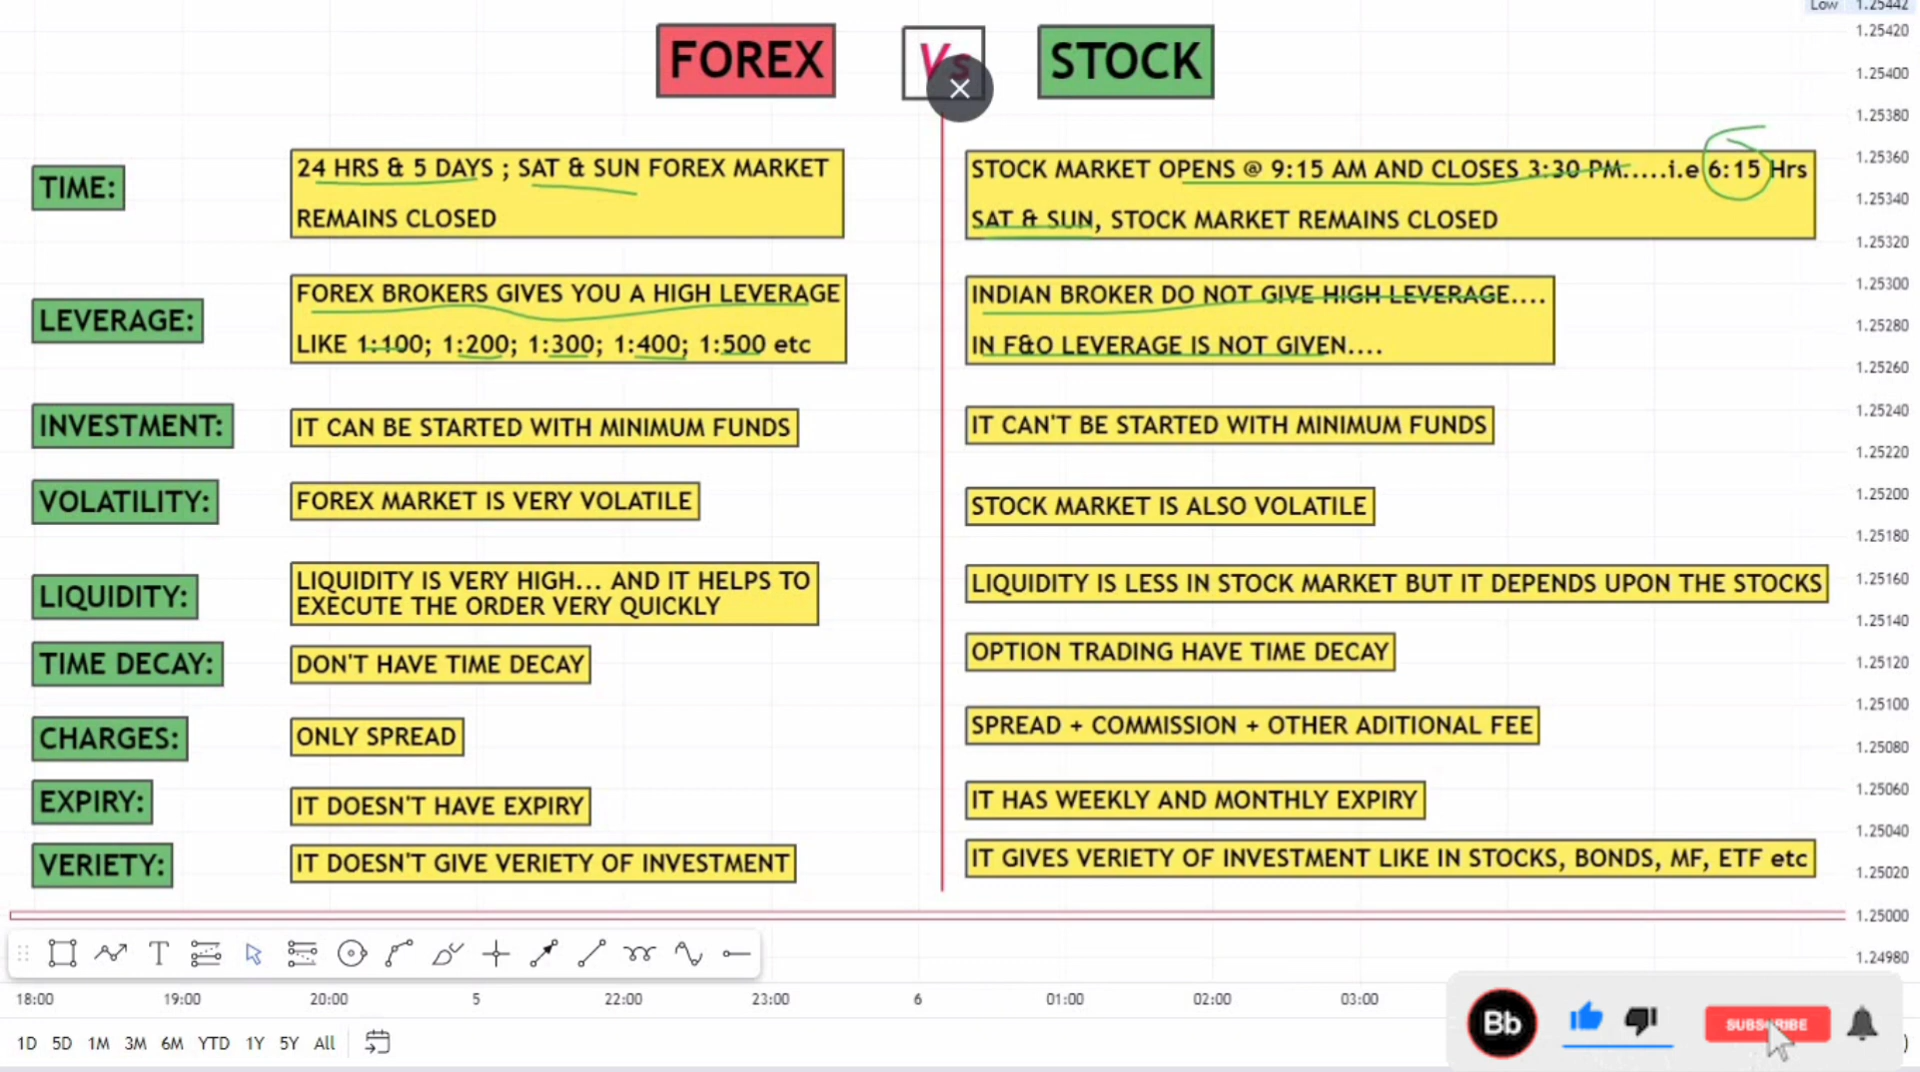 Low 1.25442
FOREX
Vs
STOCK
TIME:
24 HRS & 5 DAYS ; SAT & SUN FOREX MARKET
REMAINS CLOSED
STOCK MARKET OPENS @ 9:15 AM AND CLOSES 3:30 PM.....i.e 6:15 Hrs
SAT & SUN, STOCK MARKET REMAINS CLOSED
LEVERAGE:
FOREX BROKERS GIVES YOU A HIGH LEVERAGE
LIKE 1:100; 1:200; 1:300; 1:400; 1:500 etc
INDIAN BROKER DO NOT GIVE HIGH LEVERAGE....
IN F&O LEVERAGE IS NOT GIVEN....
INVESTMENT:
IT CAN BE STARTED WITH MINIMUM FUNDS
IT CAN'T BE STARTED WITH MINIMUM FUNDS
VOLATILITY:
FOREX MARKET IS VERY VOLATILE
STOCK MARKET IS ALSO VOLATILE
LIQUIDITY:
LIQUIDITY IS VERY HIGH... AND IT HELPS TO
EXECUTE THE ORDER VERY QUICKLY
LIQUIDITY IS LESS IN STOCK MARKET BUT IT DEPENDS UPON THE STOCKS
TIME DECAY:
DON'T HAVE TIME DECAY
OPTION TRADING HAVE TIME DECAY
CHARGES:
ONLY SPREAD
SPREAD + COMMISSION + OTHER ADITIONAL FEE
EXPIRY:
IT DOESN'T HAVE EXPIRY
IT HAS WEEKLY AND MONTHLY EXPIRY
VERIETY:
IT DOESN'T GIVE VERIETY OF INVESTMENT
IT GIVES VERIETY OF INVESTMENT LIKE IN STOCKS, BONDS, MF, ETF etc
1.25420
1.25400
1.25380
1.25360
1.25340
1.25320
1.25300
1.25280
1.25260
1.25240
1.25220
1.25200
1.25180
1.25160
1.25140
1.25120
1.25100
1.25080
1.25060
1.25040
1.25020
1.25000
1.24980
18:00 19:00 20:00 5 22:00 23:00 6 01:00 02:00 03:00
1D 5D 1M 3M 6M YTD 1Y 5Y All
Bb
SUBSCRIBE